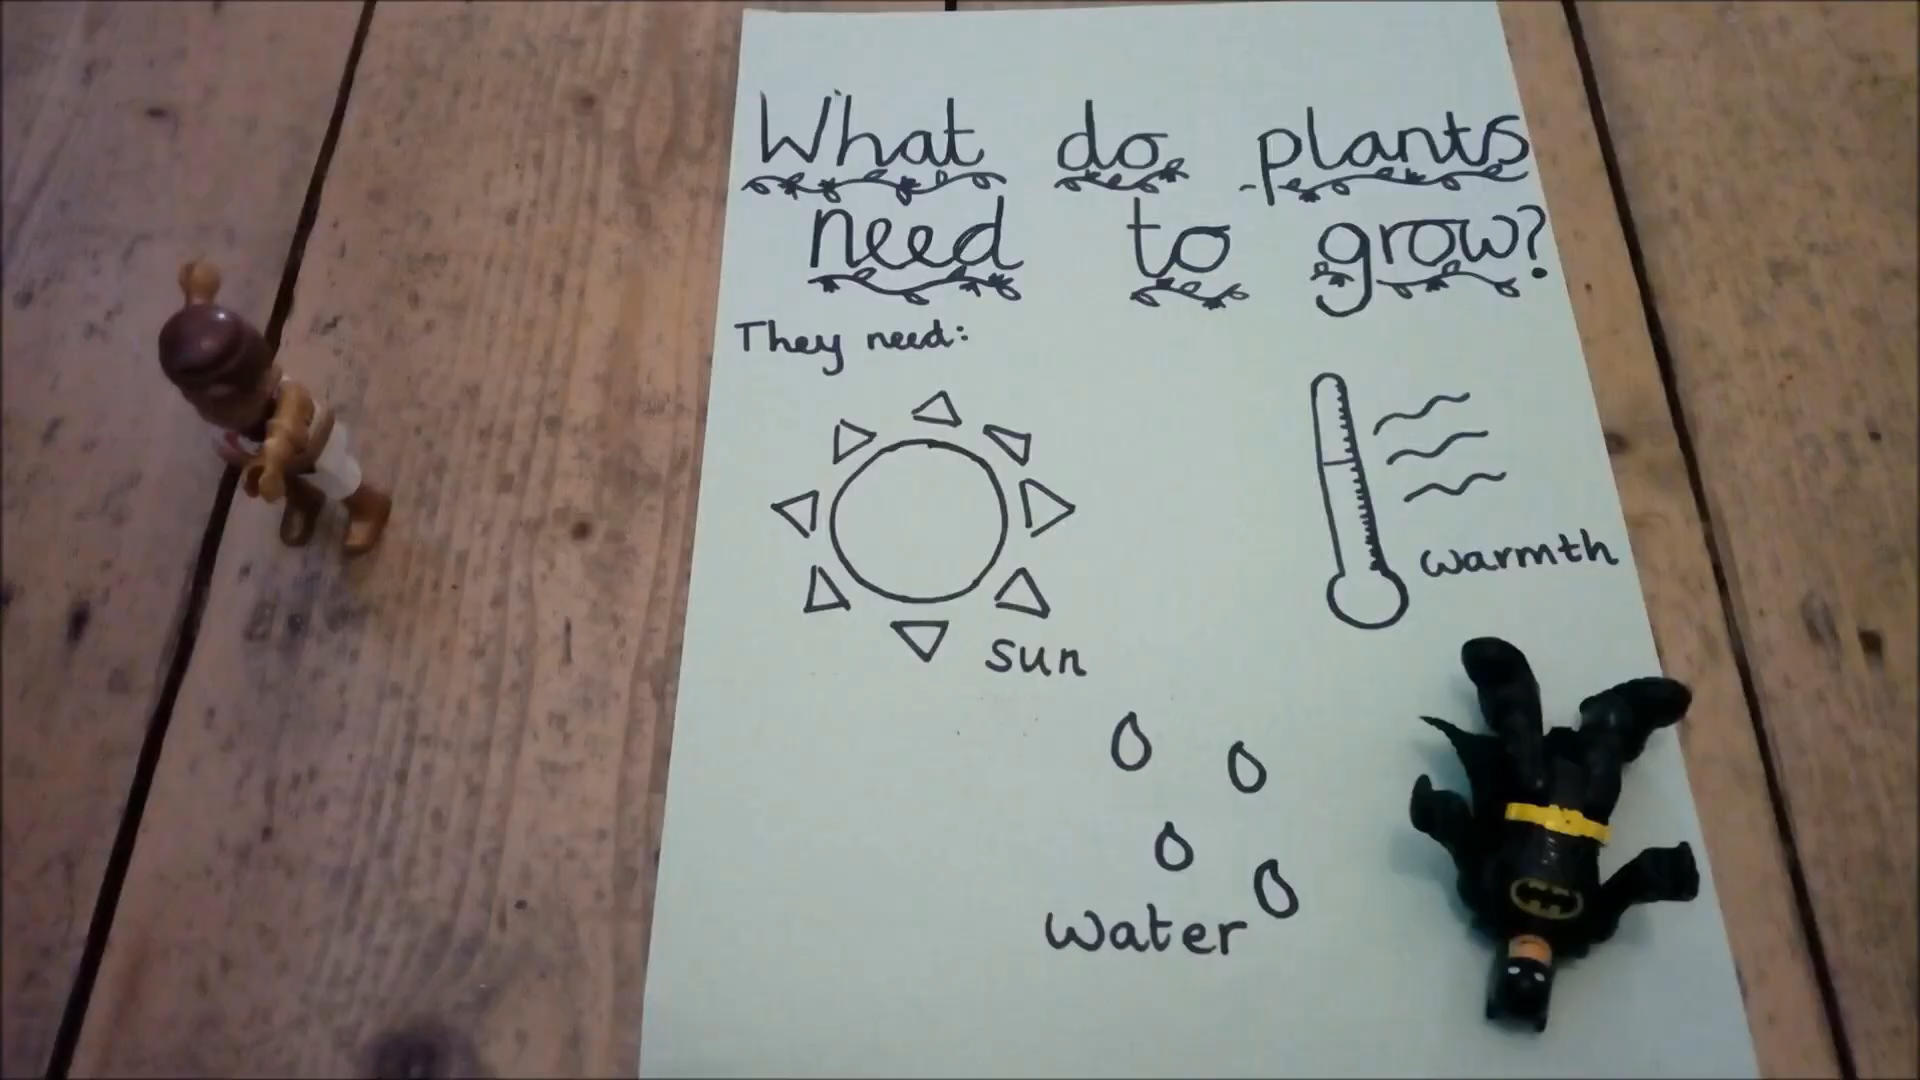 What do plants
need to grow?
They need:
warmth
sun
water